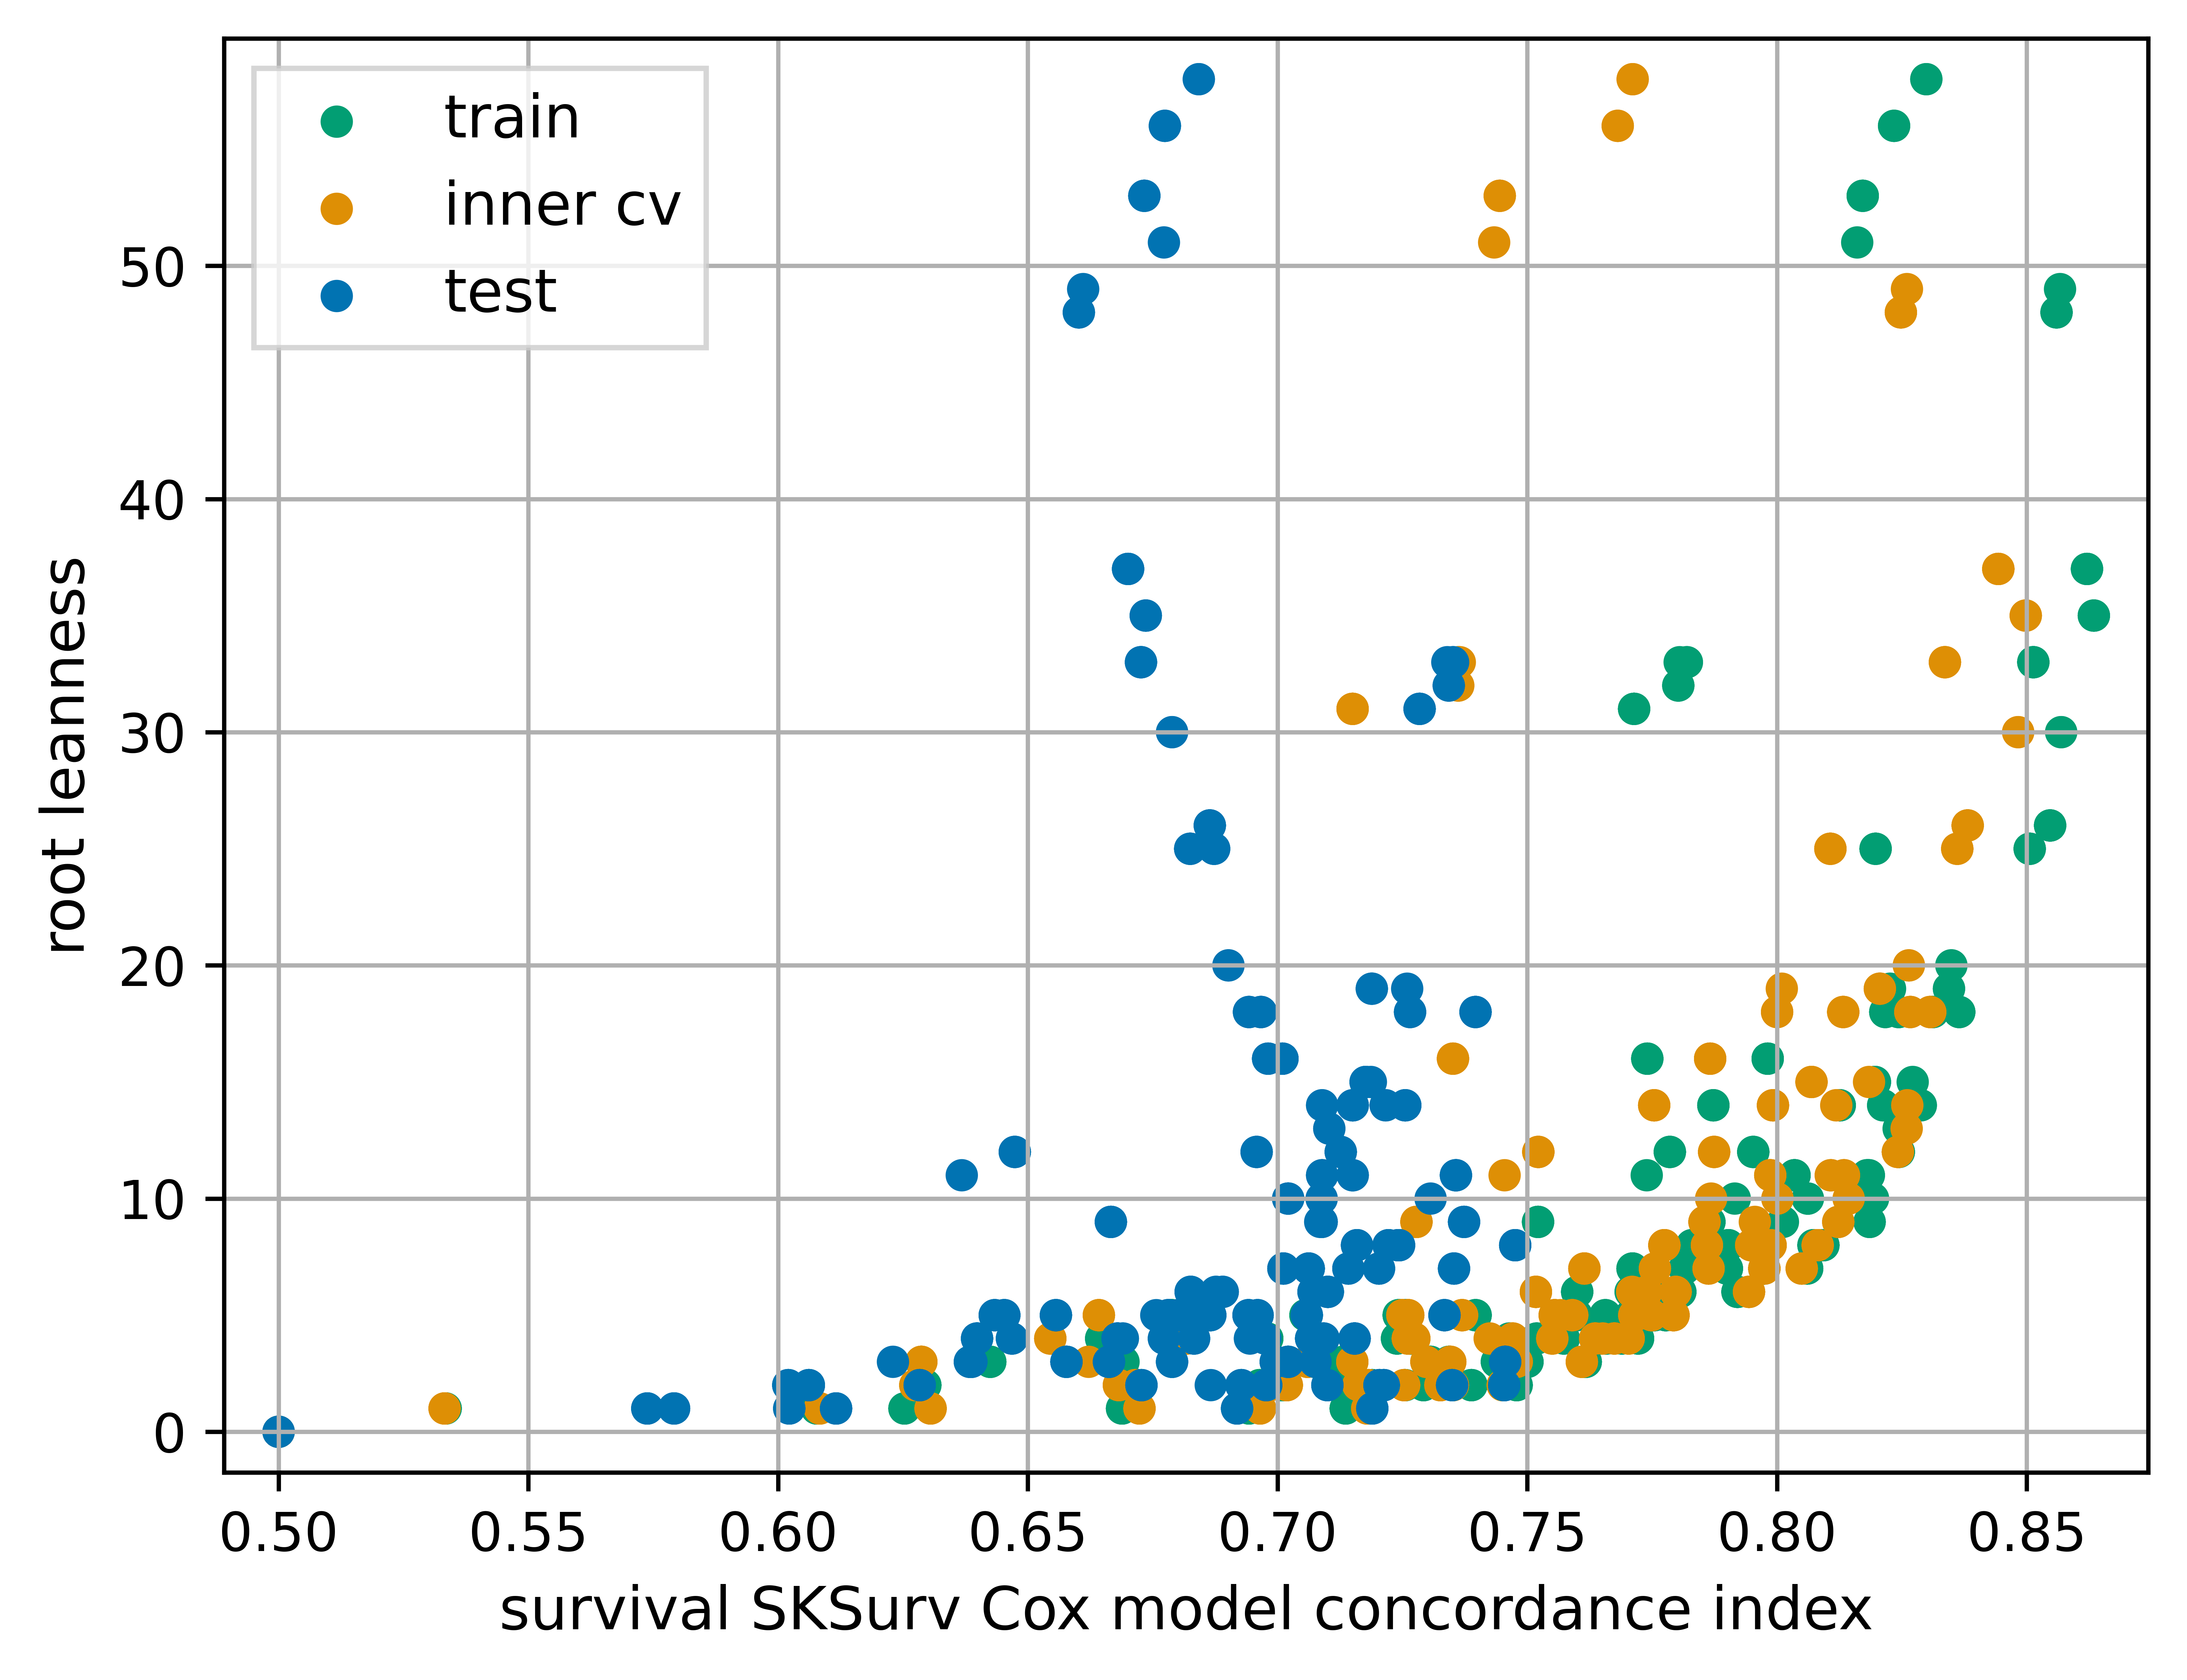 train
inner cv
test
50
40
30
20
10
0
root leanness
0.50 0.55 0.60 0.65 0.70 0.75 0.80 0.85
survival SKSurv Cox model concordance index